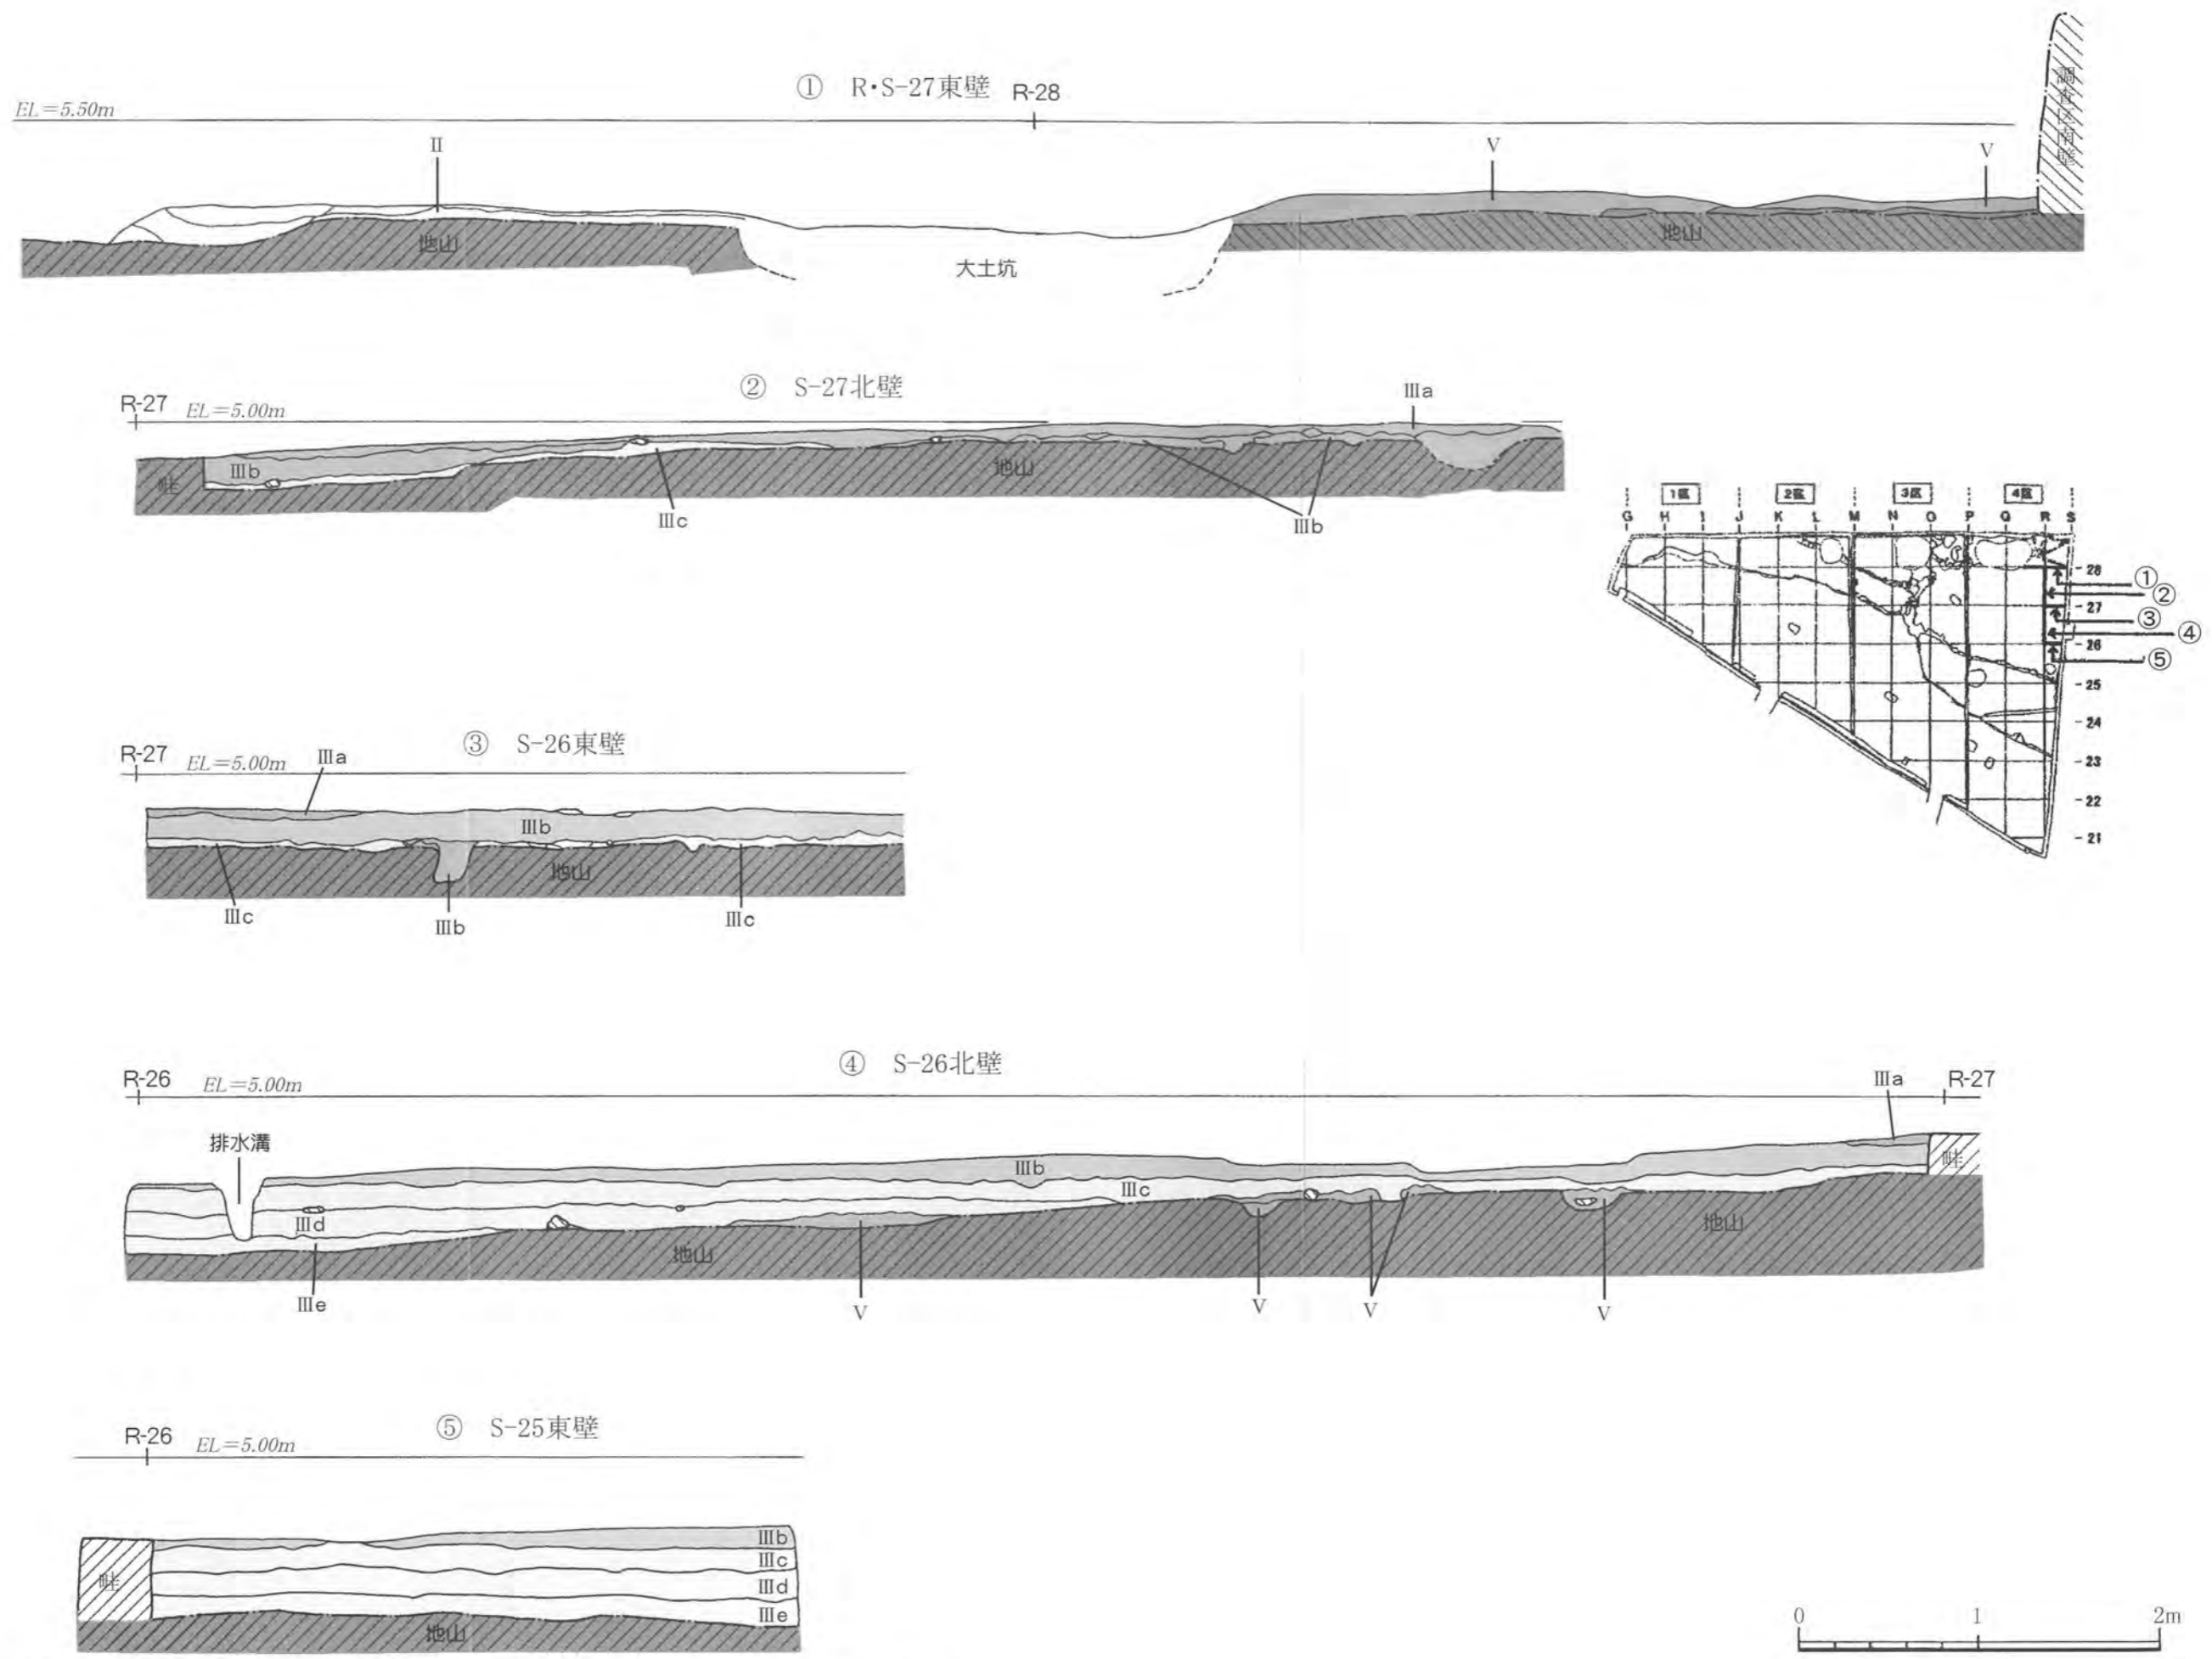 ① R・S-27東壁 R-28
EL=5.50m
調査区南壁
II
V
V
地山
地山
大土坑
② S-27北壁
R-27 EL=5.00m
Ⅲa
Ⅲb
畦
地山
Ⅲc
Ⅲb
1区 2区 3区 4区
G H I J K L M N O P Q R S
28
27
26
25
24
23
22
21
①
②
③
④
⑤
③ S-26東壁
R-27 EL=5.00m Ⅲa
Ⅲb
地山
Ⅲc
Ⅲb
Ⅲc
④ S-26北壁
R-26 EL=5.00m
Ⅲa R-27
排水溝
Ⅲb
畦
Ⅲc
Ⅲd
地山
地山
Ⅲe
V
V
V
V
⑤ S-25東壁
R-26 EL=5.00m
Ⅲb
Ⅲc
畦
Ⅲd
Ⅲe
地山
0 1 2m